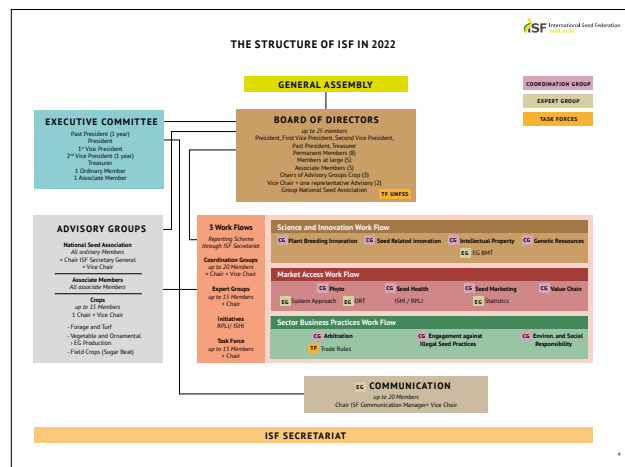 ISF International Seed Federation
Seed is Life
THE STRUCTURE OF ISF IN 2022
GENERAL ASSEMBLY
COORDINATION GROUP
EXPERT GROUP
TASK FORCES
EXECUTIVE COMMITTEE
Past President (1 year)
President
1st Vice President
2nd Vice President (1 year)
Treasurer
1 Ordinary Member
1 Associate Member
BOARD OF DIRECTORS
up to 25 members
President, First Vice President, Second Vice President,
Past President, Treasurer
Permanent Members (8)
Members at large (5)
Associate Members (3)
Chairs of Advisory Groups Crop (3)
Vice Chair + one representative Advisory (2)
Group National Seed Association
TF UNFSS
ADVISORY GROUPS
National Seed Association
All ordinary Members
+ Chair ISF Secretary General
+ Vice Chair
Associate Members
All associate Members
Crops
up to 15 Members
1 Chair + Vice Chair
- Forage and Turf
- Vegetable and Ornamental
› EG Production
- Field Crops (Sugar Beat)
3 Work Flows
Reporting Scheme
through ISF Secretariat
Coordination Groups
up to 20 Members
+ Chair + Vice Chair
Expert Groups
up to 15 Members
+ Chair
Initiatives
RPLI/ ISHI
Task Force
up to 15 Members
+ Chair
Science and Innovation Work Flow
CG Plant Breeding Innovation CG Seed Related innovation CG Intellectual Property CG Genetic Ressources
EG EG BMT
Market Access Work Flow
CG Phyto CG Seed Health CG Seed Marketing CG Value Chain
EG System Approach EG DRT ISHI / RPLI EG Statistics
Sector Business Practices Work Flow
CG Arbitration CG Engagement against CG Environ. and Social
Illegal Seed Practices Responsibility
TF Trade Rules
EG COMMUNICATION
up to 20 Members
Chair ISF Communication Manager+ Vice Chair
ISF SECRETARIAT
4